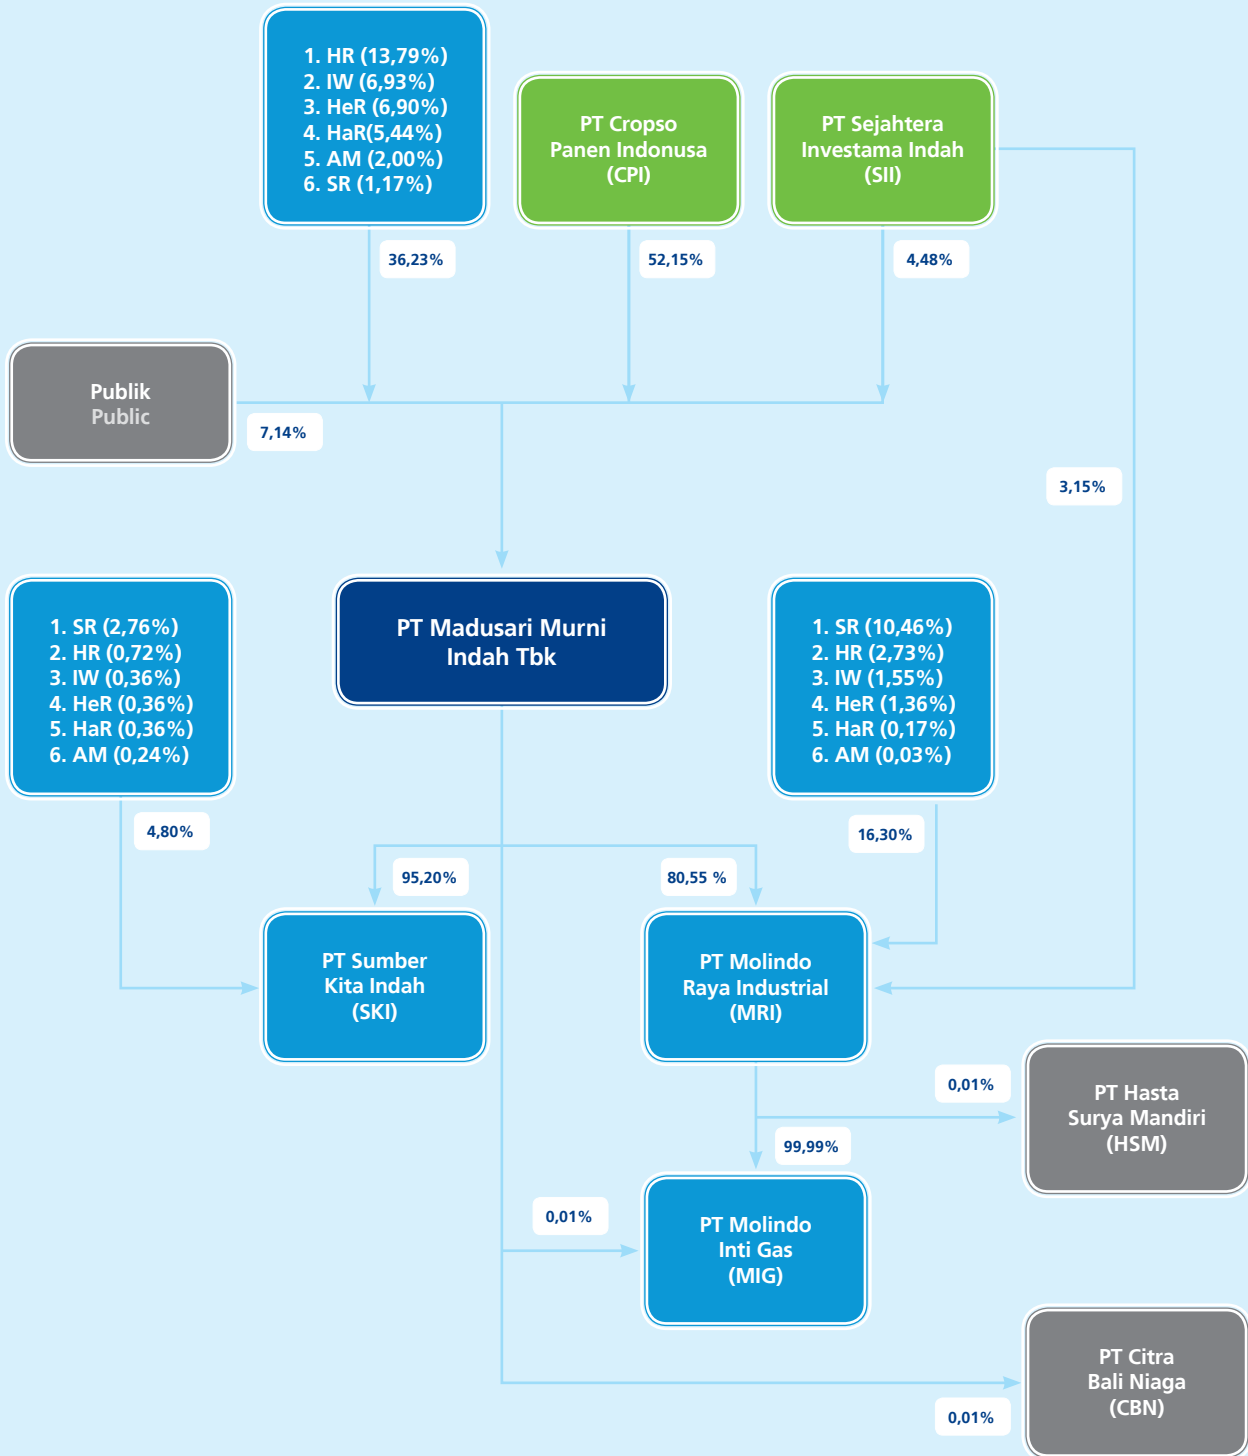 1. HR (13,79%)
2. IW (6,93%)
3. HeR (6,90%)
4. HaR(5,44%)
5. AM (2,00%)
6. SR (1,17%)
PT Cropso
Panen Indonusa
(CPI)
PT Sejahtera
Investama Indah
(SII)
36,23%
52,15%
4,48%
Publik
Public
7,14%
3,15%
1. SR (2,76%)
2. HR (0,72%)
3. IW (0,36%)
4. HeR (0,36%)
5. HaR (0,36%)
6. AM (0,24%)
PT Madusari Murni
Indah Tbk
1. SR (10,46%)
2. HR (2,73%)
3. IW (1,55%)
4. HeR (1,36%)
5. HaR (0,17%)
6. AM (0,03%)
4,80%
16,30%
95,20%
80,55 %
PT Sumber
Kita Indah
(SKI)
PT Molindo
Raya Industrial
(MRI)
0,01%
PT Hasta
Surya Mandiri
(HSM)
99,99%
0,01%
PT Molindo
Inti Gas
(MIG)
PT Citra
Bali Niaga
(CBN)
0,01%